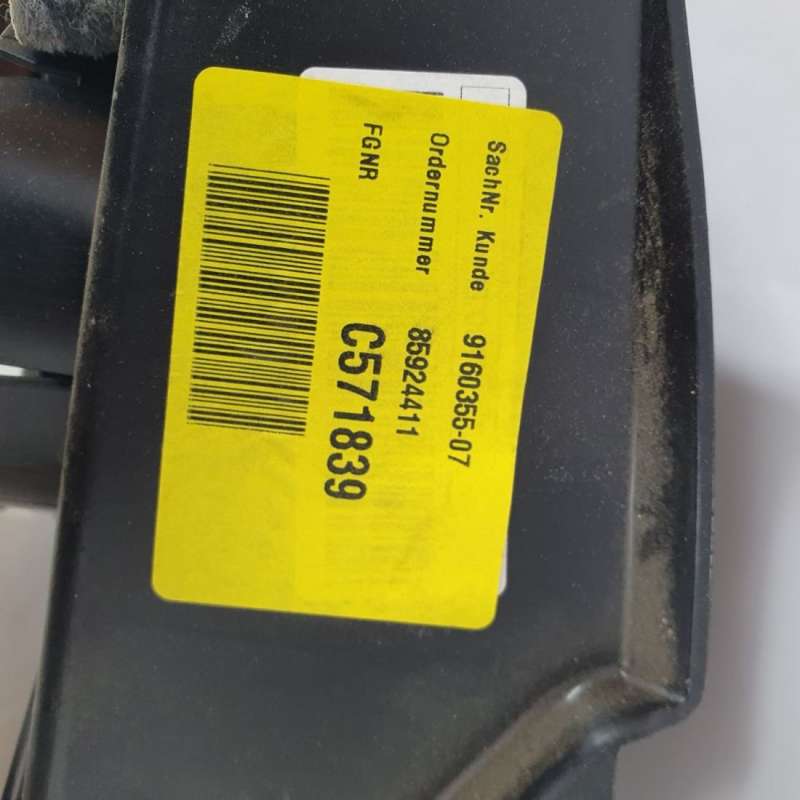 SachNr. Kunde 9160355-07
Ordernummer 85924411
FGNR C571839